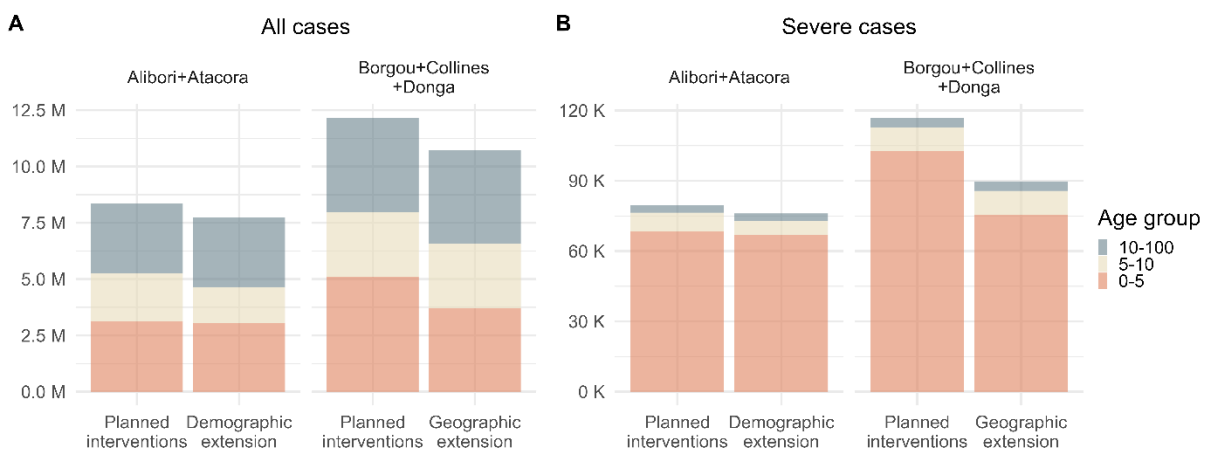 A
All cases
Alibori+Atacora
Borgou+Collines
+Donga
12.5 M
10.0 M
7.5 M
5.0 M
2.5 M
0.0 M
Planned
interventions
Demographic
extension
Planned
interventions
Geographic
extension
B
Severe cases
Alibori+Atacora
Borgou+Collines
+Donga
120 K
90 K
60 K
30 K
0 K
Planned
interventions
Demographic
extension
Planned
interventions
Geographic
extension
Age group
10-100
5-10
0-5